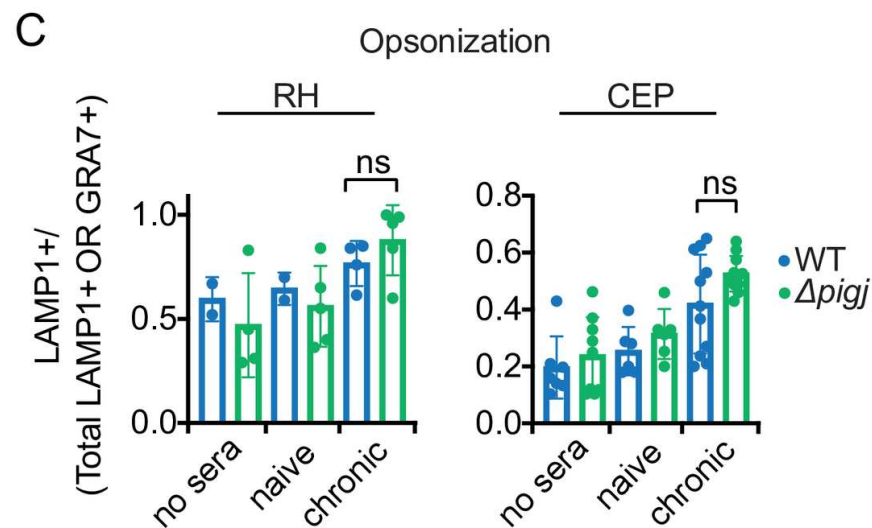 C
Opsonization
RH
CEP
LAMP1+/
(Total LAMP1+ OR GRA7+)
ns
1.0
0.5
0.0
no sera
naive
chronic
ns
0.8
0.6
0.4
0.2
0.0
no sera
naive
chronic
WT
Δpigj